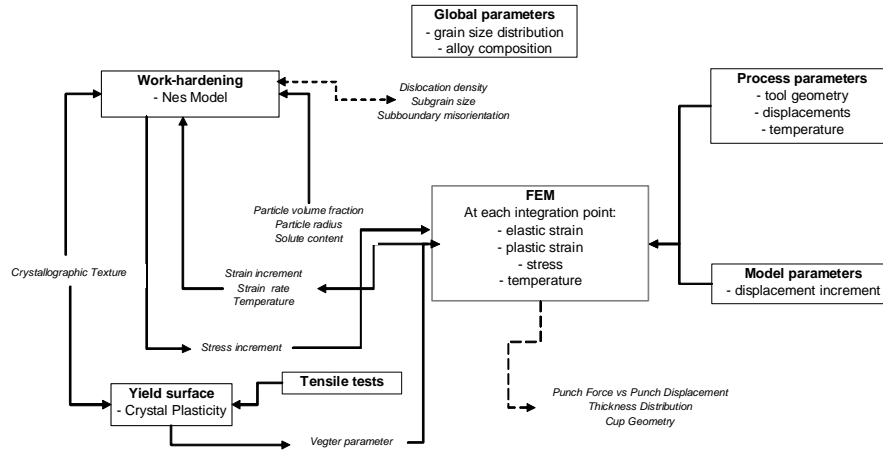 Global parameters
- grain size distribution
- alloy composition
Work-hardening
- Nes Model
Dislocation density
Subgrain size
Subboundary misorientation
Process parameters
- tool geometry
- displacements
- temperature
Particle volume fraction
Particle radius
Solute content
FEM
At each integration point:
- elastic strain
- plastic strain
- stress
- temperature
Crystallographic Texture
Strain increment
Strain rate
Temperature
Model parameters
- displacement increment
Stress increment
Tensile tests
Yield surface
- Crystal Plasticity
Vegter parameter
Punch Force vs Punch Displacement
Thickness Distribution
Cup Geometry